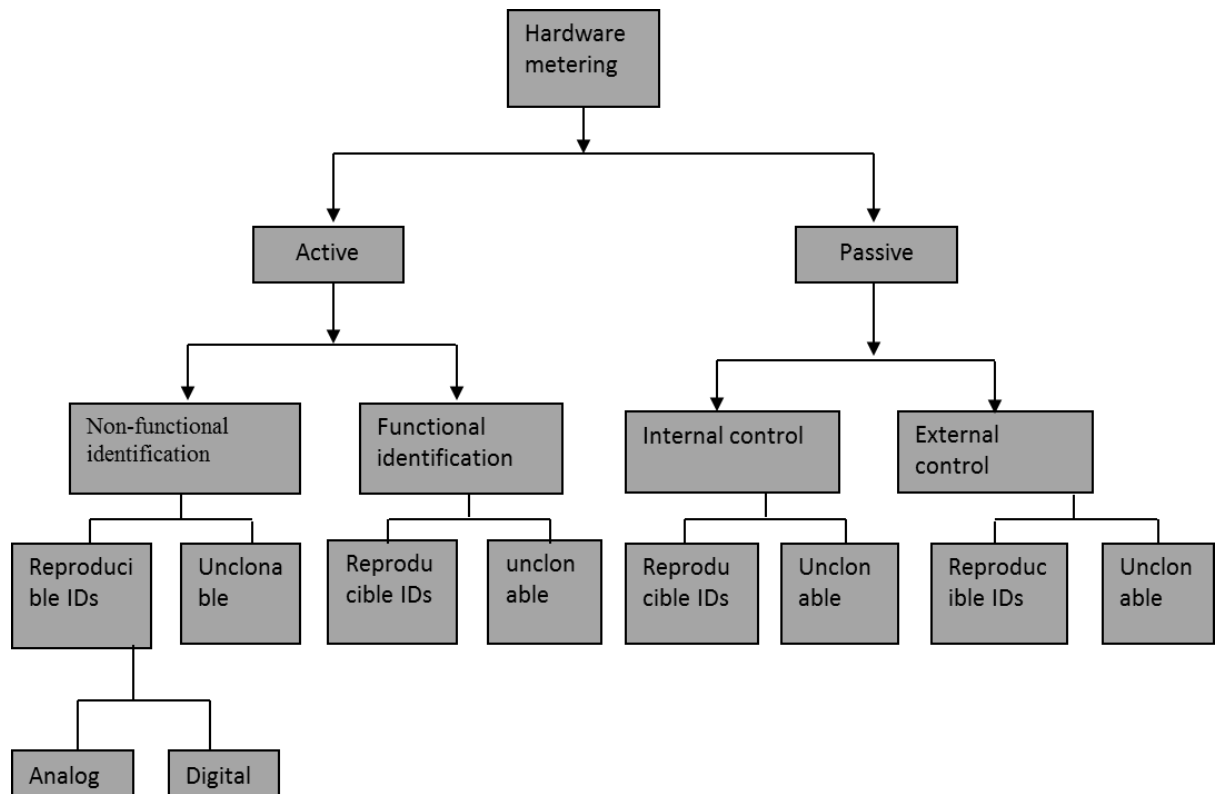 Hardware
metering
Active
Passive
Non-functional
identification
Functional
identification
Internal control
External
control
Reproduci
ble IDs
Unclona
ble
Reprodu
cible IDs
unclon
able
Reprodu
cible IDs
Unclon
able
Reproduc
ible IDs
Unclon
able
Analog
Digital